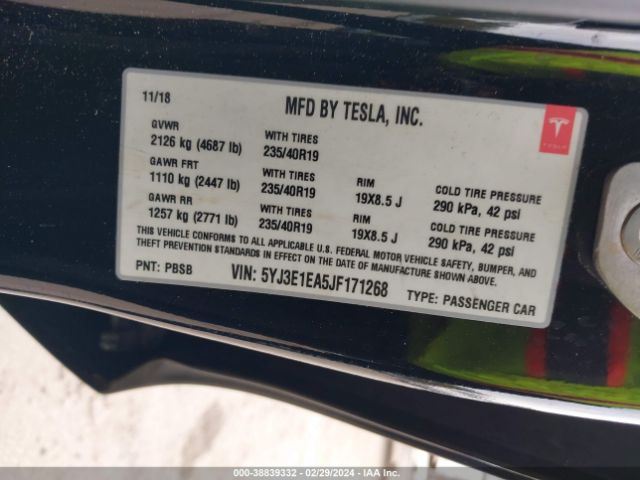 11/18
MFD BY TESLA, INC.
TESLA
GVWR
2126 kg (4687 lb)
WITH TIRES
235/40R19
GAWR FRT
1110 kg (2447 lb)
WITH TIRES
235/40R19
RIM
19X8.5 J
COLD TIRE PRESSURE
290 kPa, 42 psi
GAWR RR
1257 kg (2771 lb)
WITH TIRES
235/40R19
RIM
19X8.5 J
COLD TIRE PRESSURE
290 kPa, 42 psi
THIS VEHICLE CONFORMS TO ALL APPLICABLE U.S. FEDERAL MOTOR VEHICLE SAFETY, BUMPER, AND
THEFT PREVENTION STANDARDS IN EFFECT ON THE DATE OF MANUFACTURE SHOWN ABOVE.
PNT: PBSB
VIN: 5YJ3E1EA5JF171268
TYPE: PASSENGER CAR
000-38839332 - 02/29/2024 - IAA Inc.